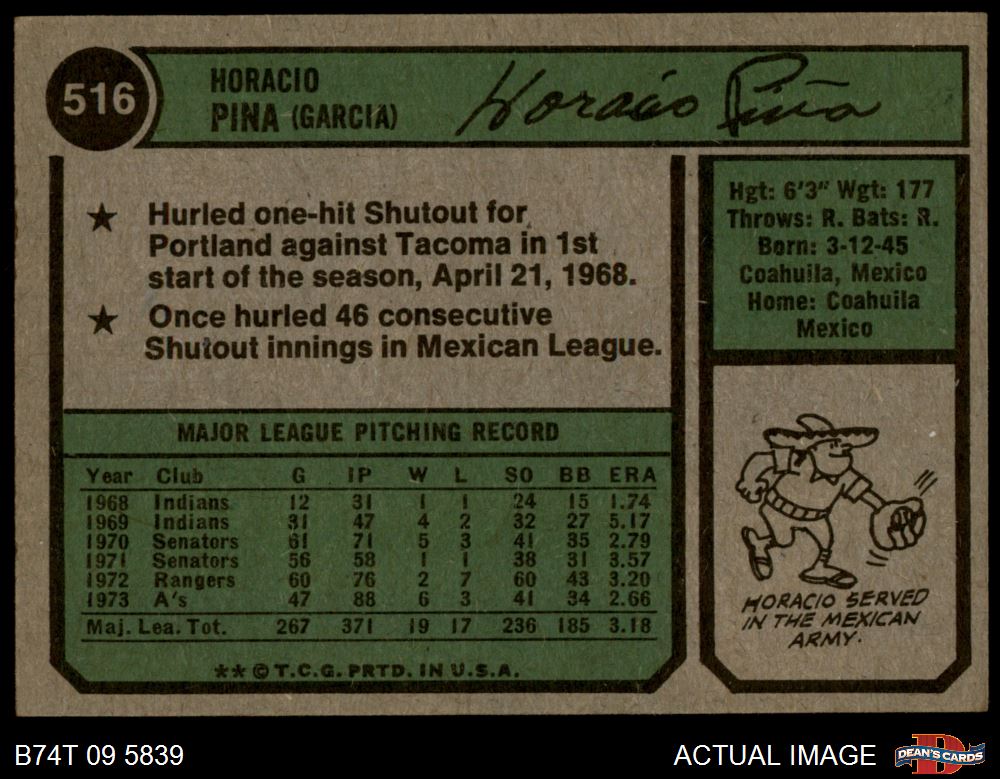 516
HORACIO
PINA (GARCIA)
Horacio Piña
★ Hurled one-hit Shutout for
Portland against Tacoma in 1st
start of the season, April 21, 1968.
★ Once hurled 46 consecutive
Shutout innings in Mexican League.
Hgt: 6'3" Wgt: 177
Throws: R. Bats: R.
Born: 3-12-45
Coahuila, Mexico
Home: Coahuila
Mexico
MAJOR LEAGUE PITCHING RECORD
Year Club G IP W L SO BB ERA
1968 Indians 12 31 1 1 24 15 1.74
1969 Indians 31 47 4 2 32 27 5.17
1970 Senators 61 71 5 3 41 35 2.79
1971 Senators 56 58 1 1 38 31 3.57
1972 Rangers 60 76 2 7 60 43 3.20
1973 A's 47 88 6 3 41 34 2.66
Maj. Lea. Tot. 267 371 19 17 236 185 3.18
** © T.C.G. PRTD. IN U.S.A.
HORACIO SERVED
IN THE MEXICAN
ARMY.
B74T 09 5839
ACTUAL IMAGE
D
DEAN'S CARDS